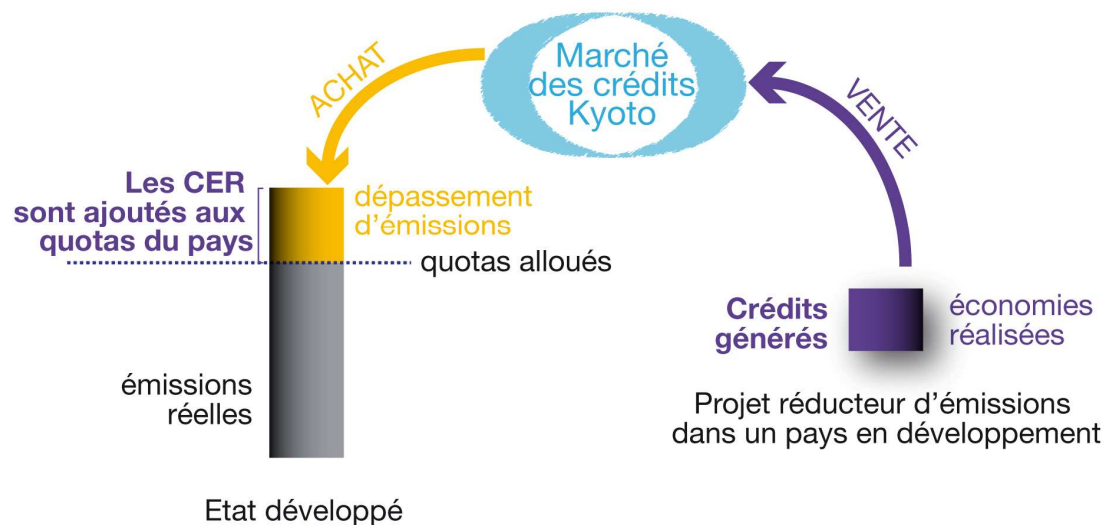 Marché
des crédits
Kyoto
ACHAT
VENTE
Les CER
sont ajoutés aux
quotas du pays
dépassement
d’émissions
quotas alloués
Crédits
générés
économies
réalisées
émissions
réelles
Projet réducteur d’émissions
dans un pays en développement
Etat développé